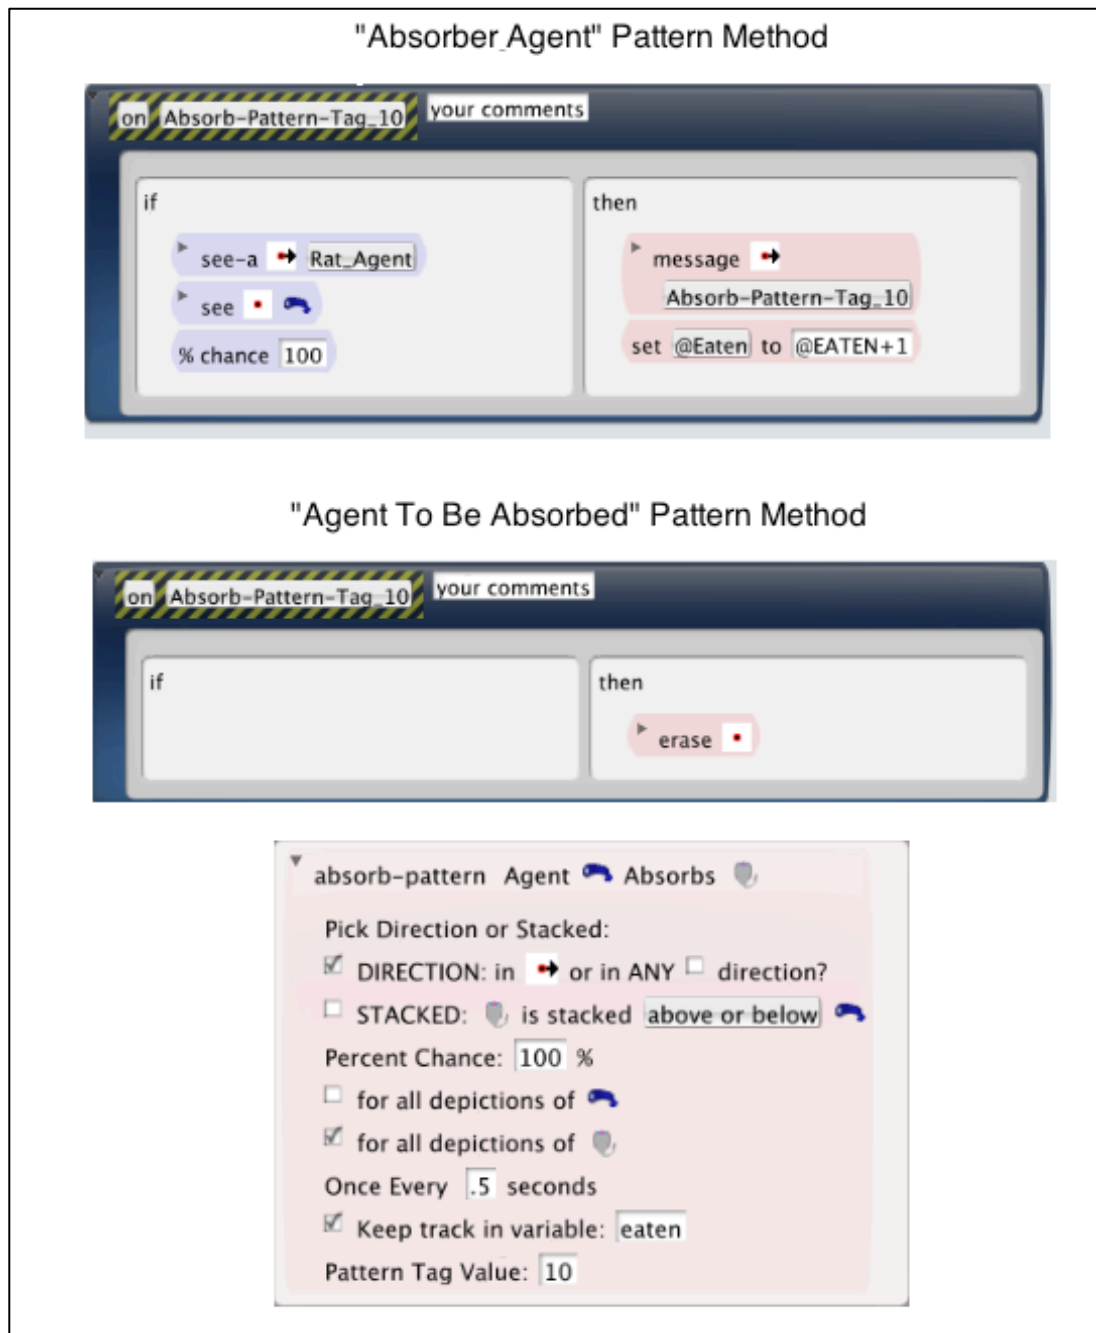 "Absorber Agent" Pattern Method
on Absorb-Pattern-Tag_10 your comments
if
see-a Rat_Agent
see
% chance 100
then
message
Absorb-Pattern-Tag_10
set @Eaten to @EATEN+1
"Agent To Be Absorbed" Pattern Method
on Absorb-Pattern-Tag_10 your comments
if
then
erase
absorb-pattern Agent Absorbs
Pick Direction or Stacked:
DIRECTION: in or in ANY direction?
STACKED: is stacked above or below
Percent Chance: 100 %
for all depictions of
for all depictions of
Once Every .5 seconds
Keep track in variable: eaten
Pattern Tag Value: 10